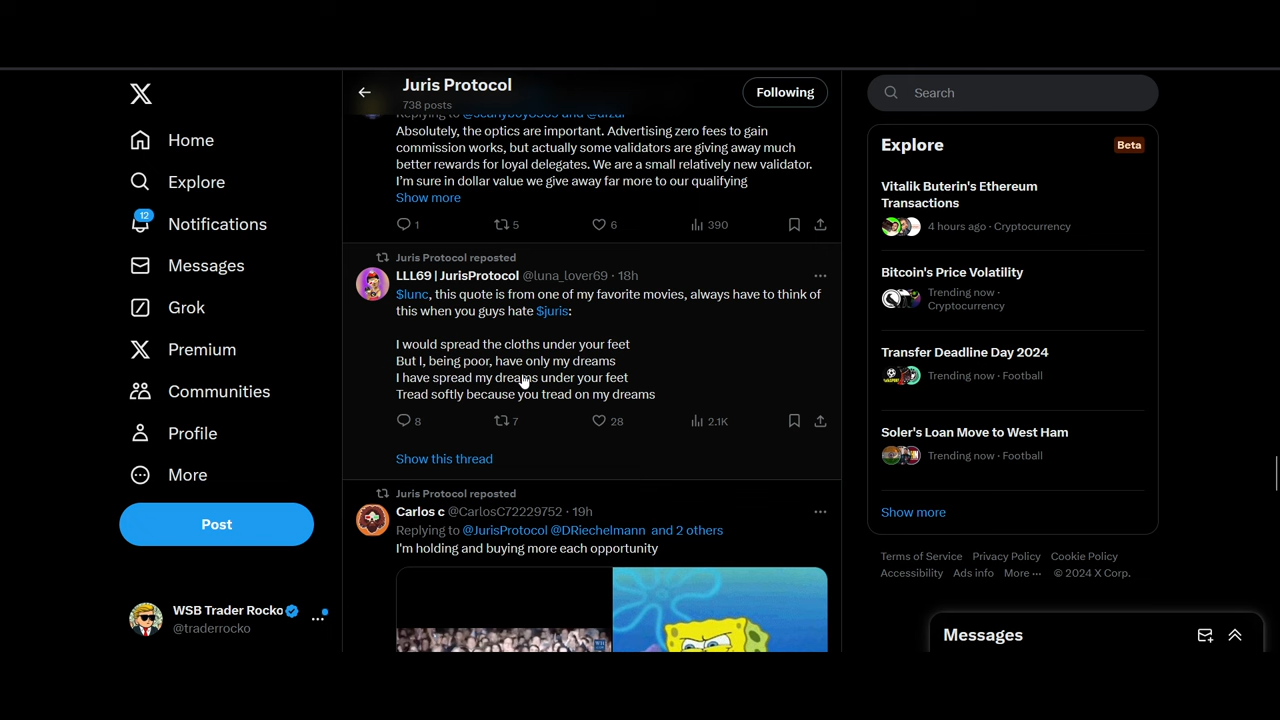 Home
Explore
12
Notifications
Messages
Grok
Premium
Communities
Profile
More
Post
WSB Trader Rocko
@traderrocko
Juris Protocol
738 posts
Following
Replying to
Absolutely, the optics are important. Advertising zero fees to gain
commission works, but actually some validators are giving away much
better rewards for loyal delegates. We are a small relatively new validator.
I’m sure in dollar value we give away far more to our qualifying
Show more
1 5 6 390
Juris Protocol reposted
LLL69 | JurisProtocol @luna_lover69 · 18h
$lunc, this quote is from one of my favorite movies, always have to think of
this when you guys hate $juris:
I would spread the cloths under your feet
But I, being poor, have only my dreams
I have spread my dreams under your feet
Tread softly because you tread on my dreams
8 7 28 2.1K
Show this thread
Juris Protocol reposted
Carlos c @CarlosC72229752 · 19h
Replying to @JurisProtocol @DRiechelmann and 2 others
I'm holding and buying more each opportunity
Search
Explore Beta
Vitalik Buterin's Ethereum
Transactions
4 hours ago · Cryptocurrency
Bitcoin's Price Volatility
Trending now ·
Cryptocurrency
Transfer Deadline Day 2024
Trending now · Football
Soler's Loan Move to West Ham
Trending now · Football
Show more
Terms of Service Privacy Policy Cookie Policy
Accessibility Ads info More ··· © 2024 X Corp.
Messages